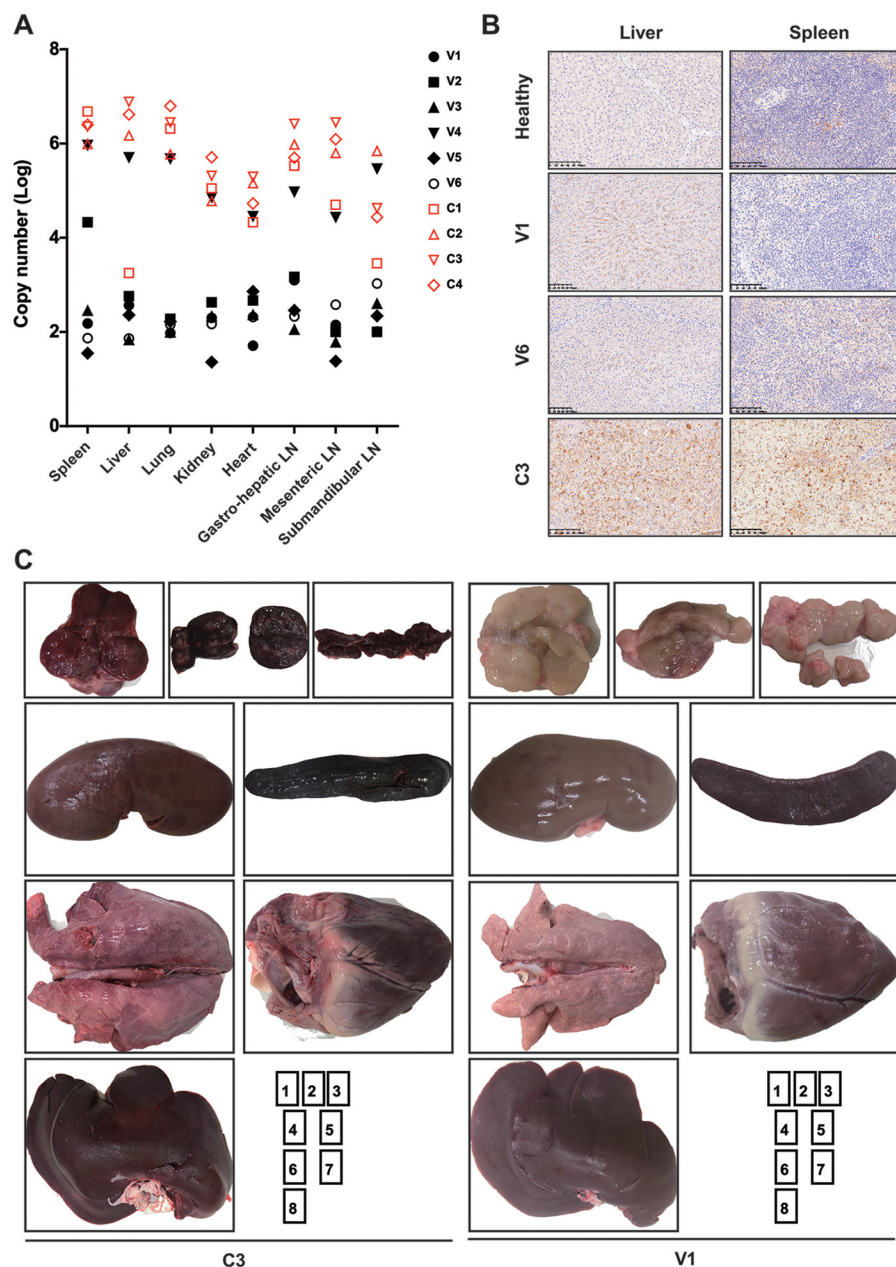 A
Copy number (Log)
8
6
4
2
0
Spleen
Liver
Lung
Kidney
Heart
Gastro-hepatic LN
Mesenteric LN
Submandibular LN
V1
V2
V3
V4
V5
V6
C1
C2
C3
C4
B
Liver
Spleen
Healthy
V1
V6
C3
C
1 2 3
4 5
6 7
8
1 2 3
4 5
6 7
8
C3
V1